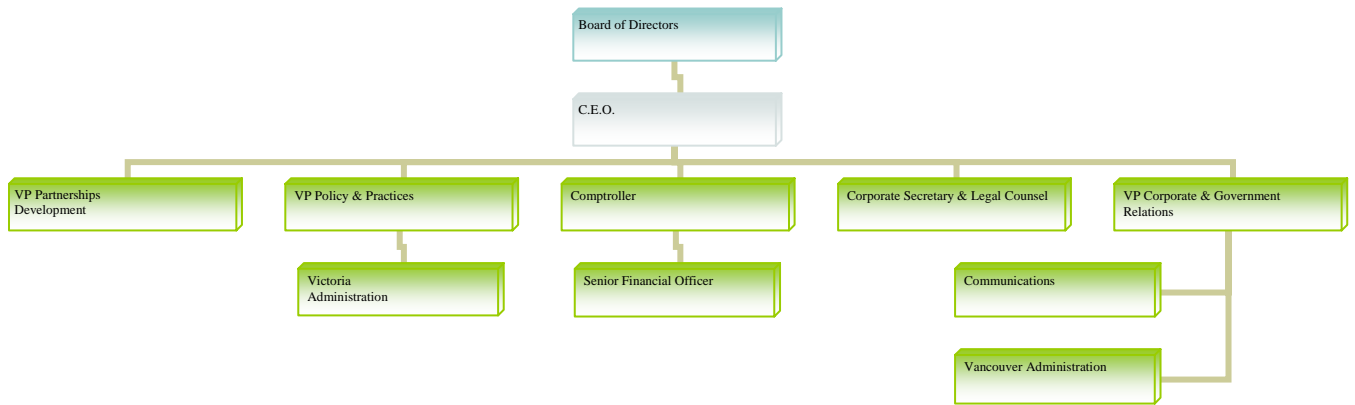 Board of Directors
C.E.O.
VP Partnerships
Development
VP Policy & Practices
Comptroller
Corporate Secretary & Legal Counsel
VP Corporate & Government
Relations
Victoria
Administration
Senior Financial Officer
Communications
Vancouver Administration